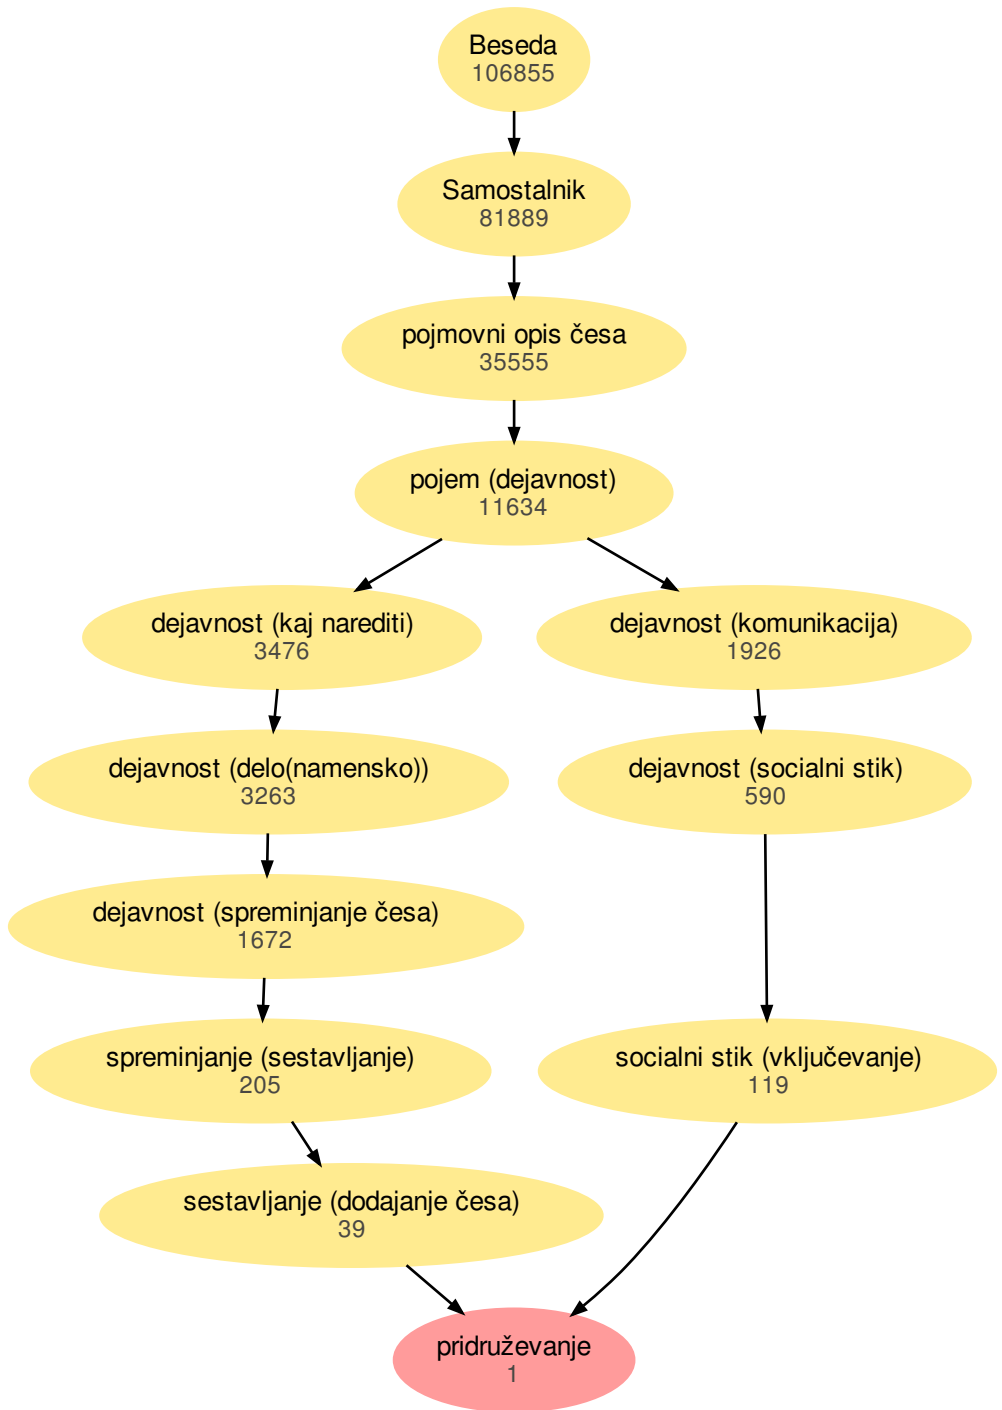 Beseda
106855
Samostalnik
81889
pojmovni opis česa
35555
pojem (dejavnost)
11634
dejavnost (kaj narediti)
3476
dejavnost (komunikacija)
1926
dejavnost (delo(namensko))
3263
dejavnost (socialni stik)
590
dejavnost (spreminjanje česa)
1672
spreminjanje (sestavljanje)
205
socialni stik (vključevanje)
119
sestavljanje (dodajanje česa)
39
pridruževanje
1